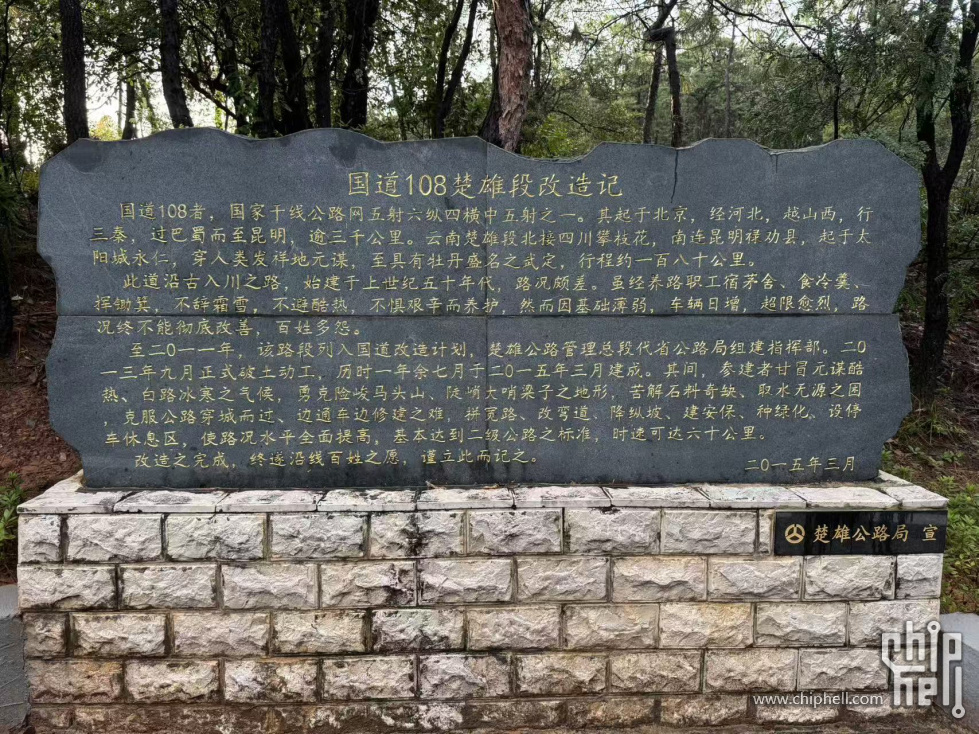 国道108楚雄段改造记
国道108者，国家干线公路网五射六纵四横中五射之一。其起于北京，经河北，越山西，行
三秦，过巴蜀而至昆明，逾三千公里。云南楚雄段北接四川攀枝花，南连昆明禄劝县，起于太
阳城永仁，穿人类发祥地元谋，至具有牡丹盛名之武定，行程约一百八十公里。
此道沿古入川之路，始建于上世纪五十年代，路况颇差。虽经养路职工宿茅舍、食冷羹、
挥锄箕，不辞霜雪，不避酷热，不惧艰辛而养护，然而因基础薄弱，车辆日增，超限愈烈，路
况终不能彻底改善，百姓多怨。
至二0一一年，该路段列入国道改造计划，楚雄公路管理总段代省公路局组建指挥部。二0
一三年九月正式破土动工，历时一年余七月于二0一五年三月建成。其间，参建者甘冒元谋酷
热、白路冰寒之气候，勇克险峻马头山、陡峭大哨梁子之地形，苦解石料奇缺、取水无源之困
，克服公路穿城而过、边通车边修建之难，拼宽路、改弯道、降纵坡、建安保、种绿化，设停
车休息区，使路况水平全面提高，基本达到二级公路之标准，时速可达六十公里。
改造之完成，终遂沿线百姓之愿，谨立此而记之。
二0一五年三月
楚雄公路局 宣
www.chiphell.com
chip
hell